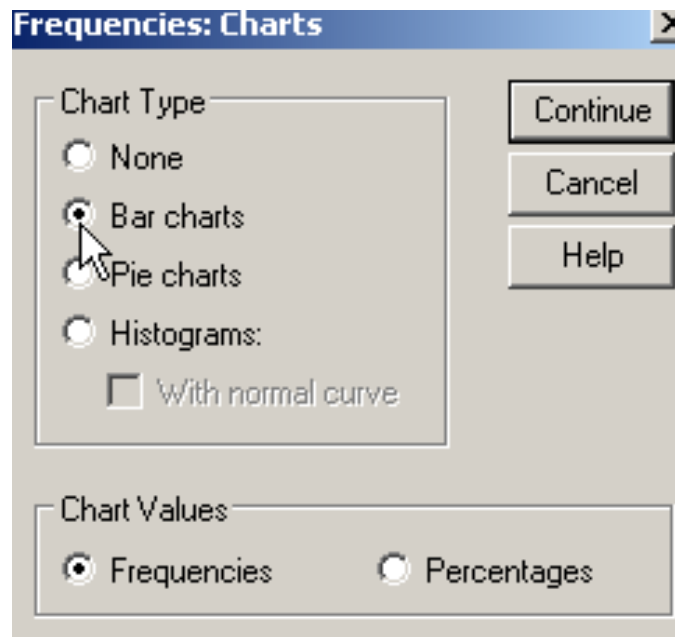 Frequencies: Charts
Chart Type
None
Bar charts
Pie charts
Histograms:
With normal curve
Continue
Cancel
Help
Chart Values
Frequencies
Percentages